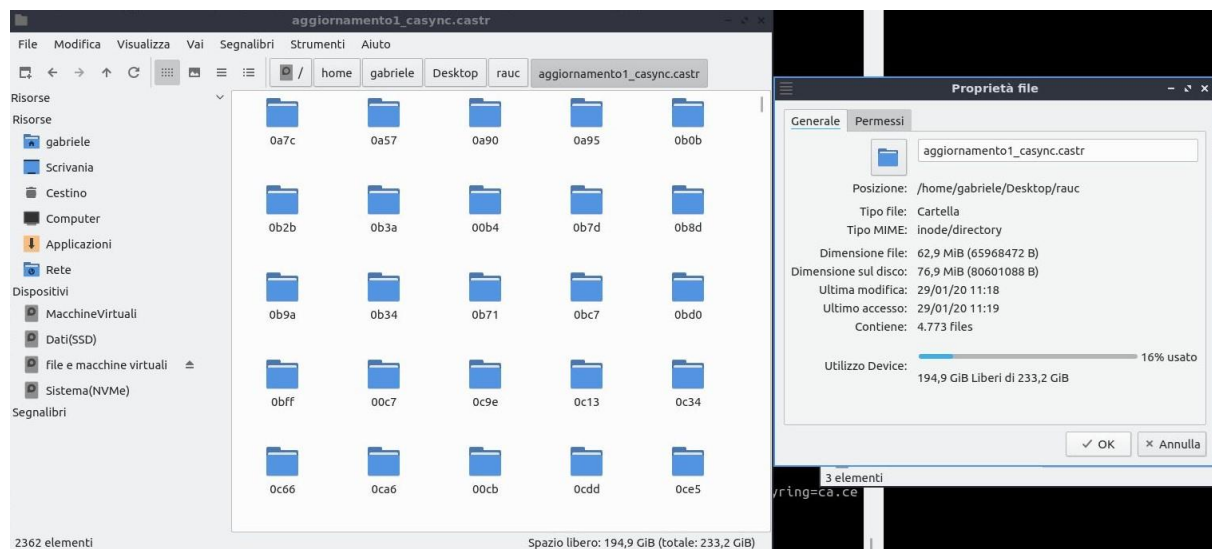 aggiornamento1_casync.castr
File Modifica Visualizza Vai Segnalibri Strumenti Aiuto
/ home gabriele Desktop rauc aggiornamento1_casync.castr
Risorse
Risorse
gabriele
Scrivania
Cestino
Computer
Applicazioni
Rete
Dispositivi
MacchineVirtuali
Dati(SSD)
file e macchine virtuali
Sistema(NVMe)
Segnalibri
0a7c 0a57 0a90 0a95 0b0b
0b2b 0b3a 00b4 0b7d 0b8d
0b9a 0b34 0b71 0bc7 0bd0
0bff 00c7 0c9e 0c13 0c34
0c66 0ca6 00cb 0cdd 0ce5
2362 elementi
Spazio libero: 194,9 GiB (totale: 233,2 GiB)
Proprietà file
Generale Permessi
aggiornamento1_casync.castr
Posizione: /home/gabriele/Desktop/rauc
Tipo file: Cartella
Tipo MIME: inode/directory
Dimensione file: 62,9 MiB (65968472 B)
Dimensione sul disco: 76,9 MiB (80601088 B)
Ultima modifica: 29/01/20 11:18
Ultimo accesso: 29/01/20 11:19
Contiene: 4.773 files
Utilizzo Device: 16% usato
194,9 GiB Liberi di 233,2 GiB
OK Annulla
3 elementi
yring=ca.ce